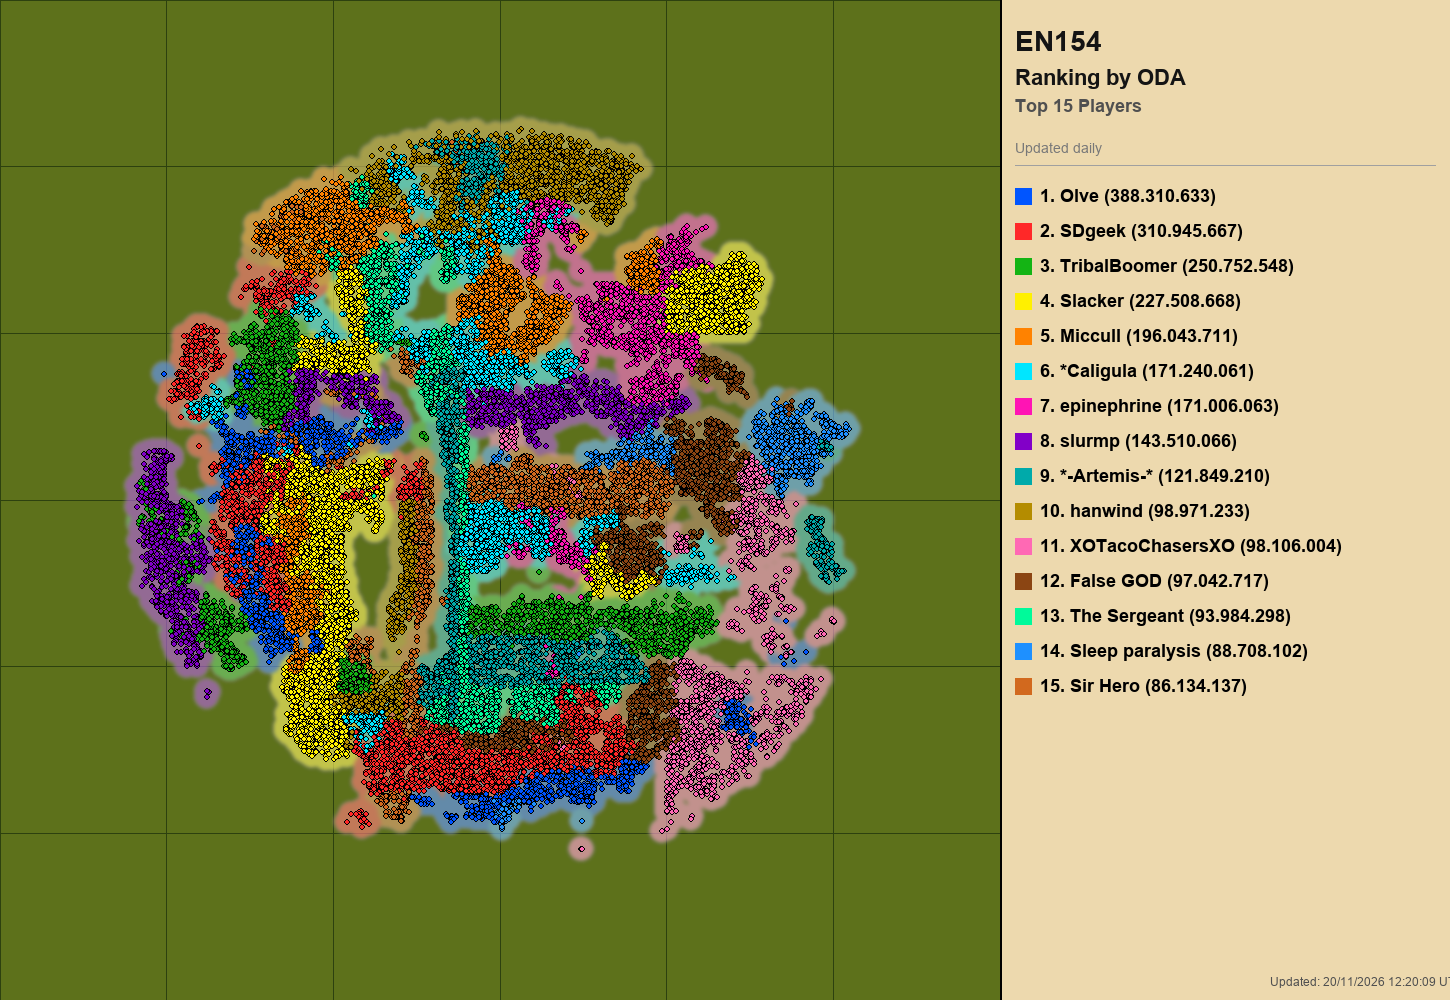 EN154
Ranking by ODA
Top 15 Players
Updated daily
1. Olve (388.310.633)
2. SDgeek (310.945.667)
3. TribalBoomer (250.752.548)
4. Slacker (227.508.668)
5. Miccull (196.043.711)
6. *Caligula (171.240.061)
7. epinephrine (171.006.063)
8. slurmp (143.510.066)
9. *-Artemis-* (121.849.210)
10. hanwind (98.971.233)
11. XOTacoChasersXO (98.106.004)
12. False GOD (97.042.717)
13. The Sergeant (93.984.298)
14. Sleep paralysis (88.708.102)
15. Sir Hero (86.134.137)
Updated: 20/11/2026 12:20:09 U